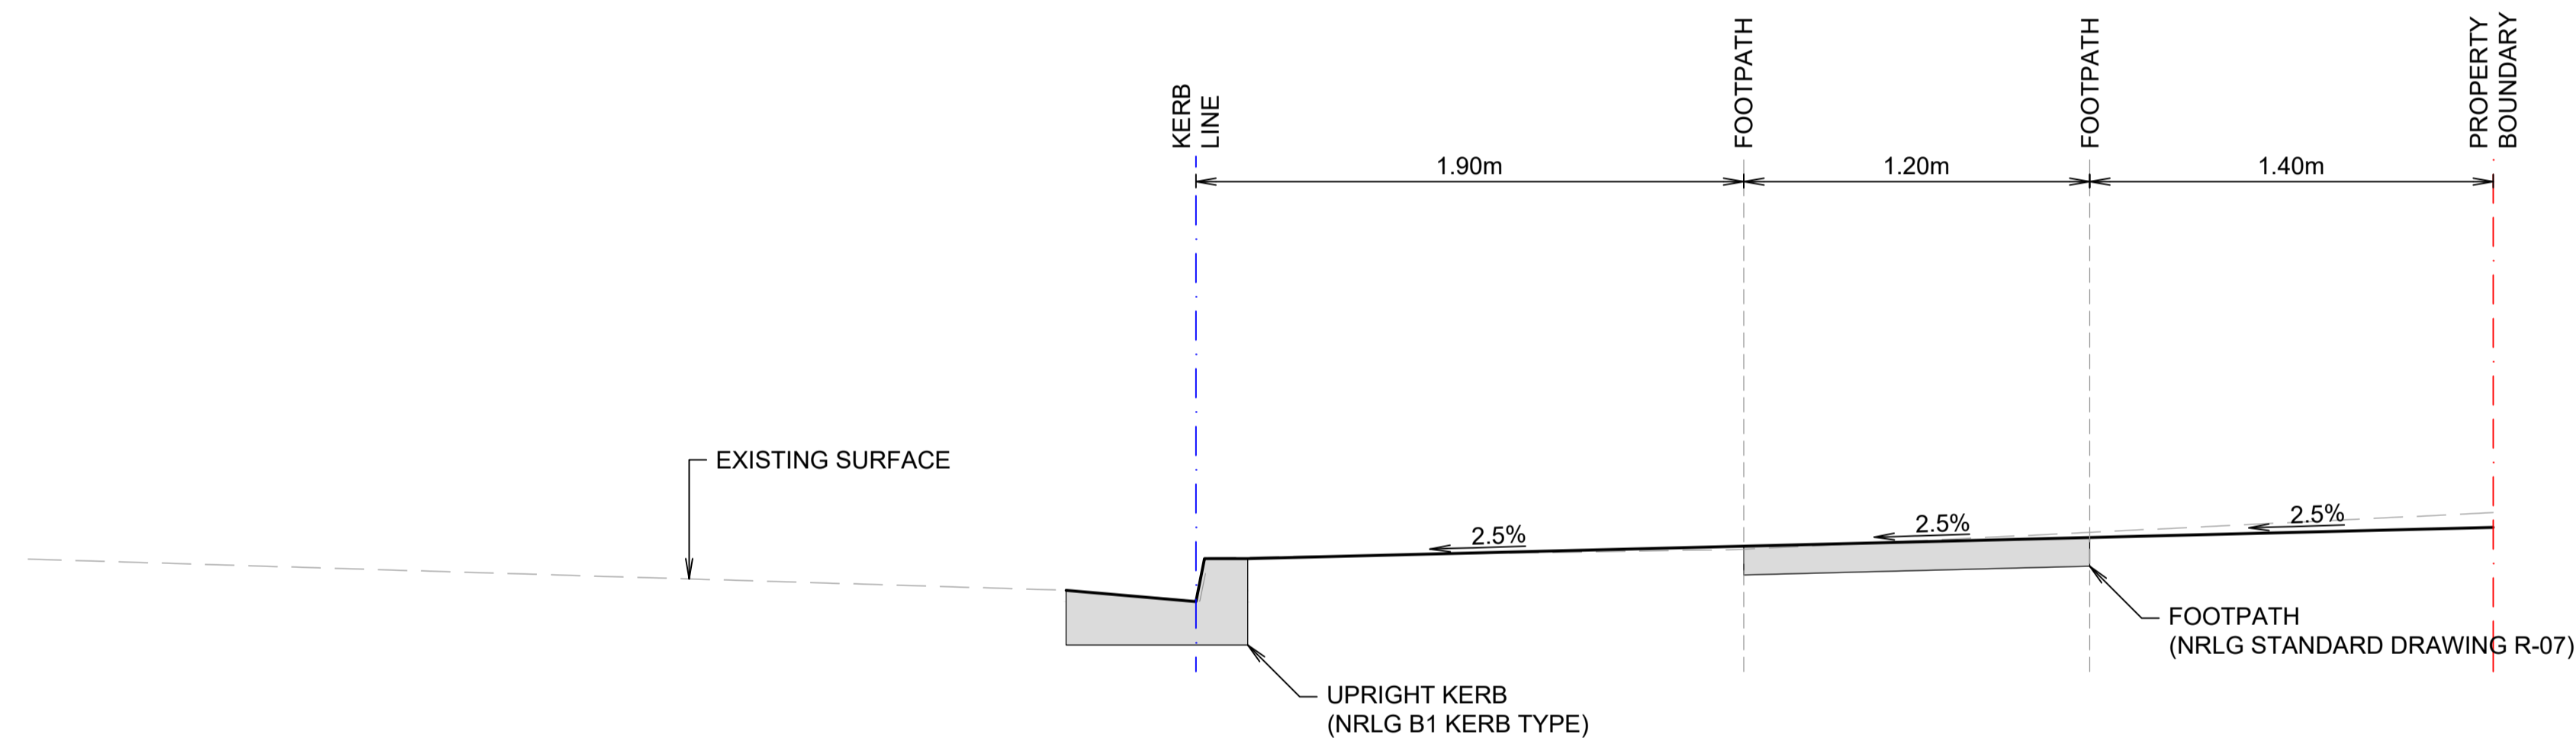 KERB
LINE
FOOTPATH
FOOTPATH
PROPERTY
BOUNDARY
1.90m
1.20m
1.40m
EXISTING SURFACE
2.5%
2.5%
2.5%
FOOTPATH
(NRLG STANDARD DRAWING R-07)
UPRIGHT KERB
(NRLG B1 KERB TYPE)